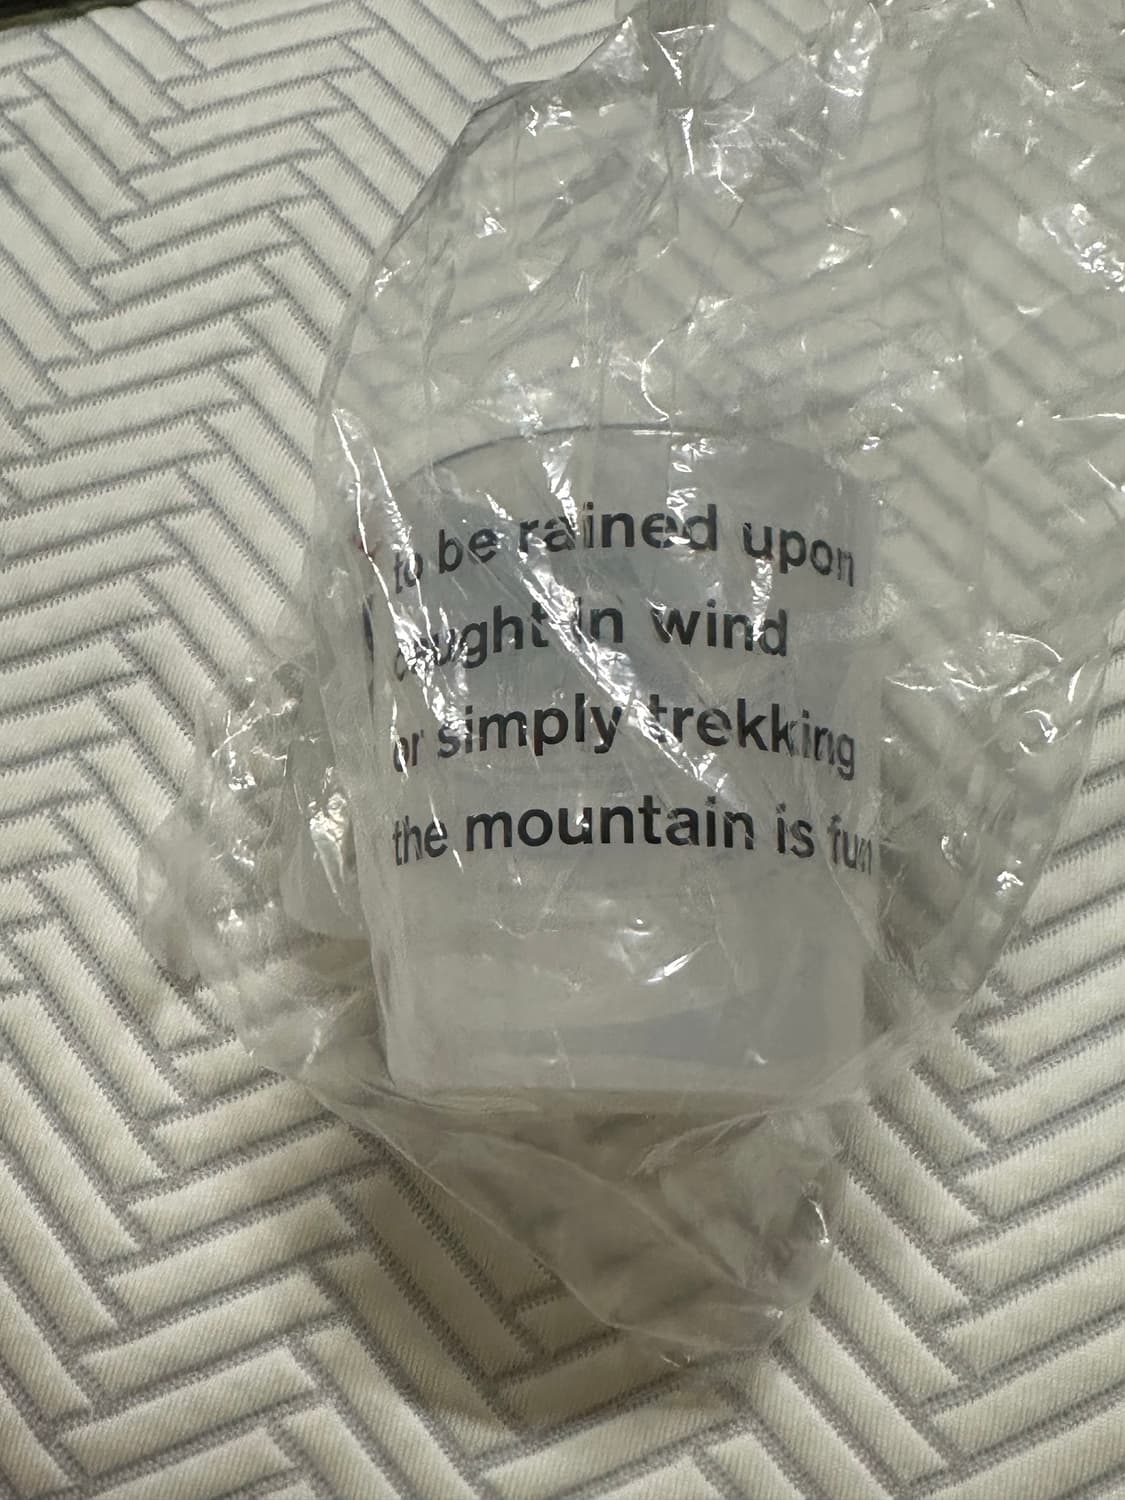 to be rained upon
caught in wind
or simply trekking
the mountain is fun